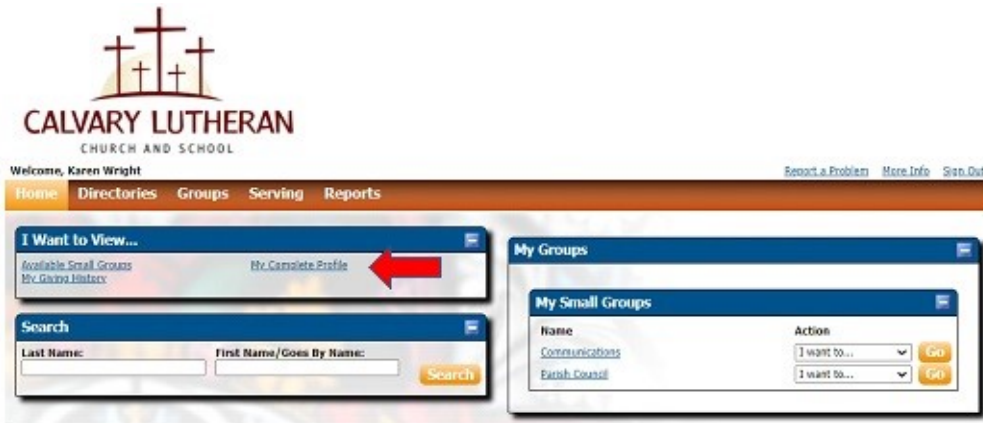 CALVARY LUTHERAN
CHURCH AND SCHOOL
Welcome, Karen Wright
Report a Problem More Info Sign Out
Home Directories Groups Serving Reports
I Want to View...
Available Small Groups My Complete Profile
My Giving History
Search
Last Name: First Name/Goes By Name:
Search
My Groups
My Small Groups
Name Action
Communications I want to... Go
Parish Council I want to... Go